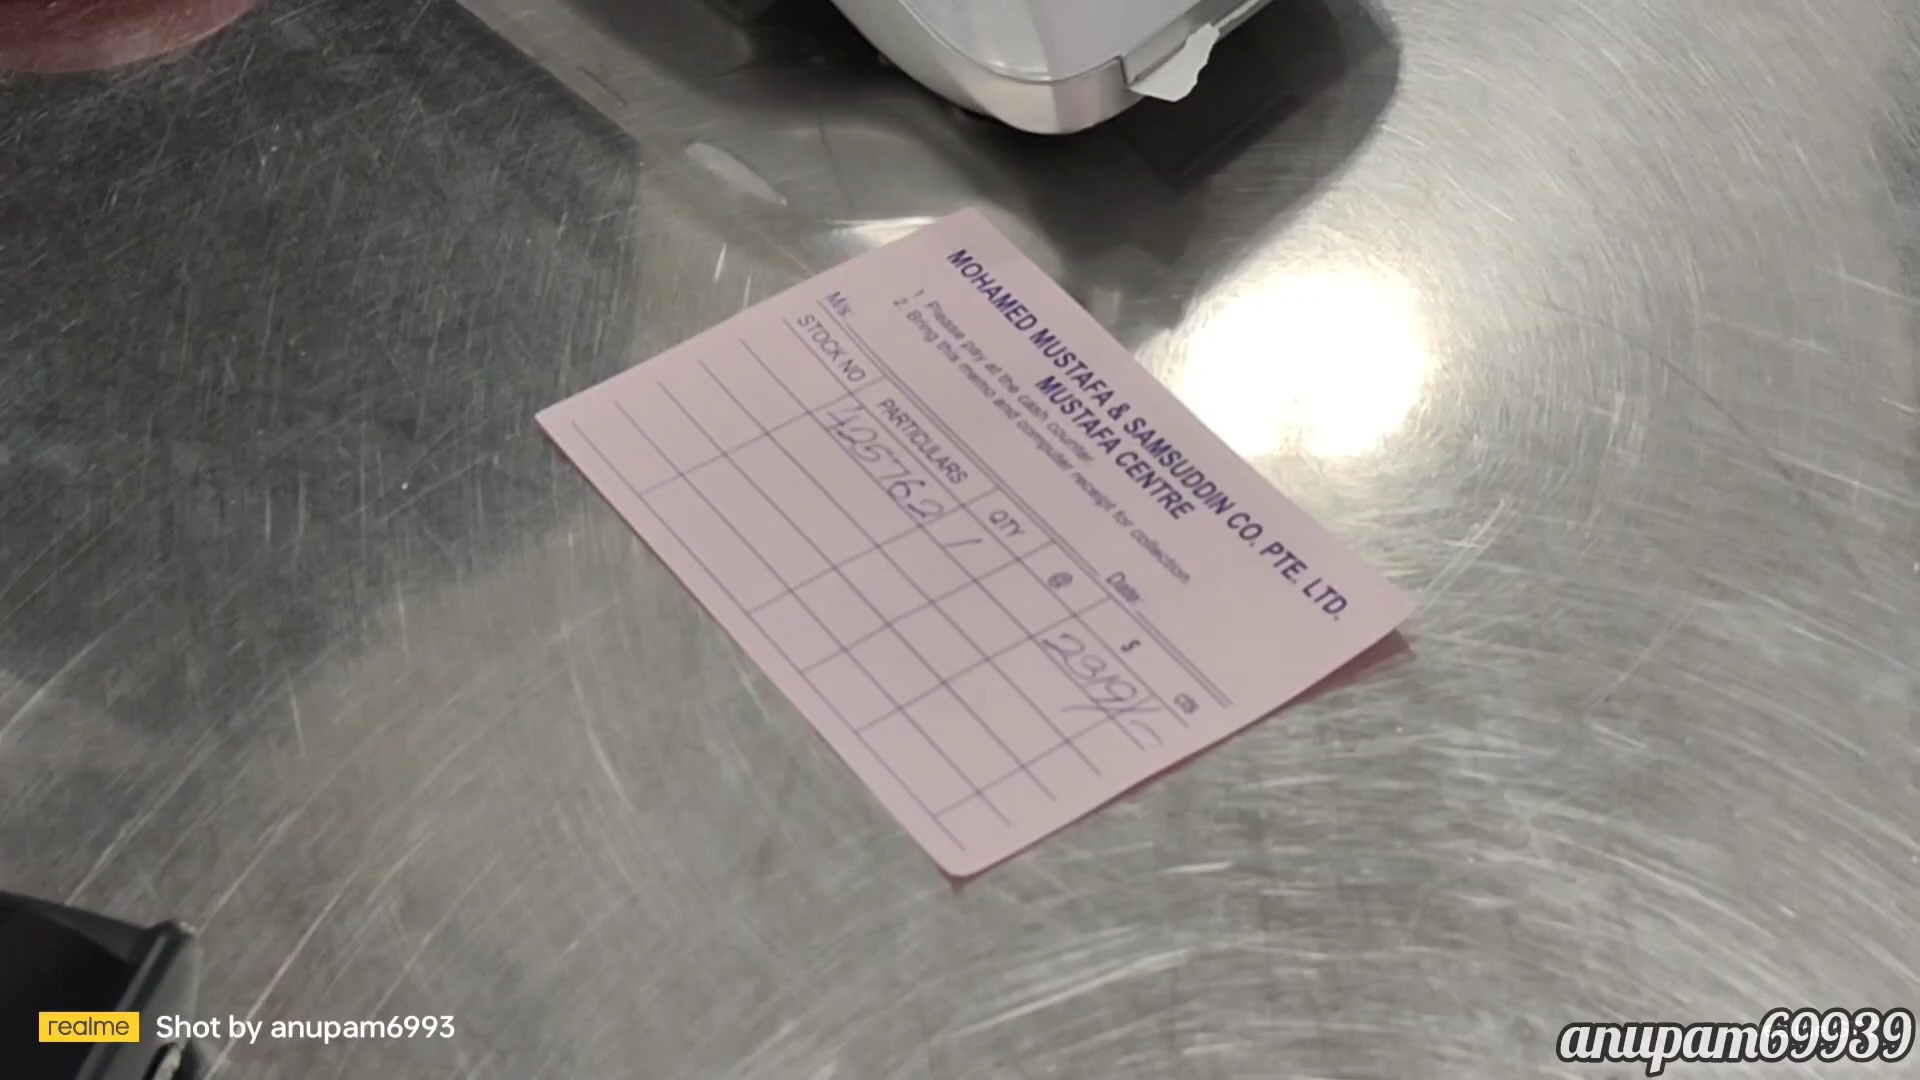 MOHAMED MUSTAFA & SAMSUDDIN CO. PTE. LTD.
MUSTAFA CENTRE
1. Please pay at the cash counter.
2. Bring this memo and computer receipt for collection.
M/s. Date
STOCK NO PARTICULARS QTY @ $ cts
425762 1 2319/-
realme Shot by anupam6993
anupam69939